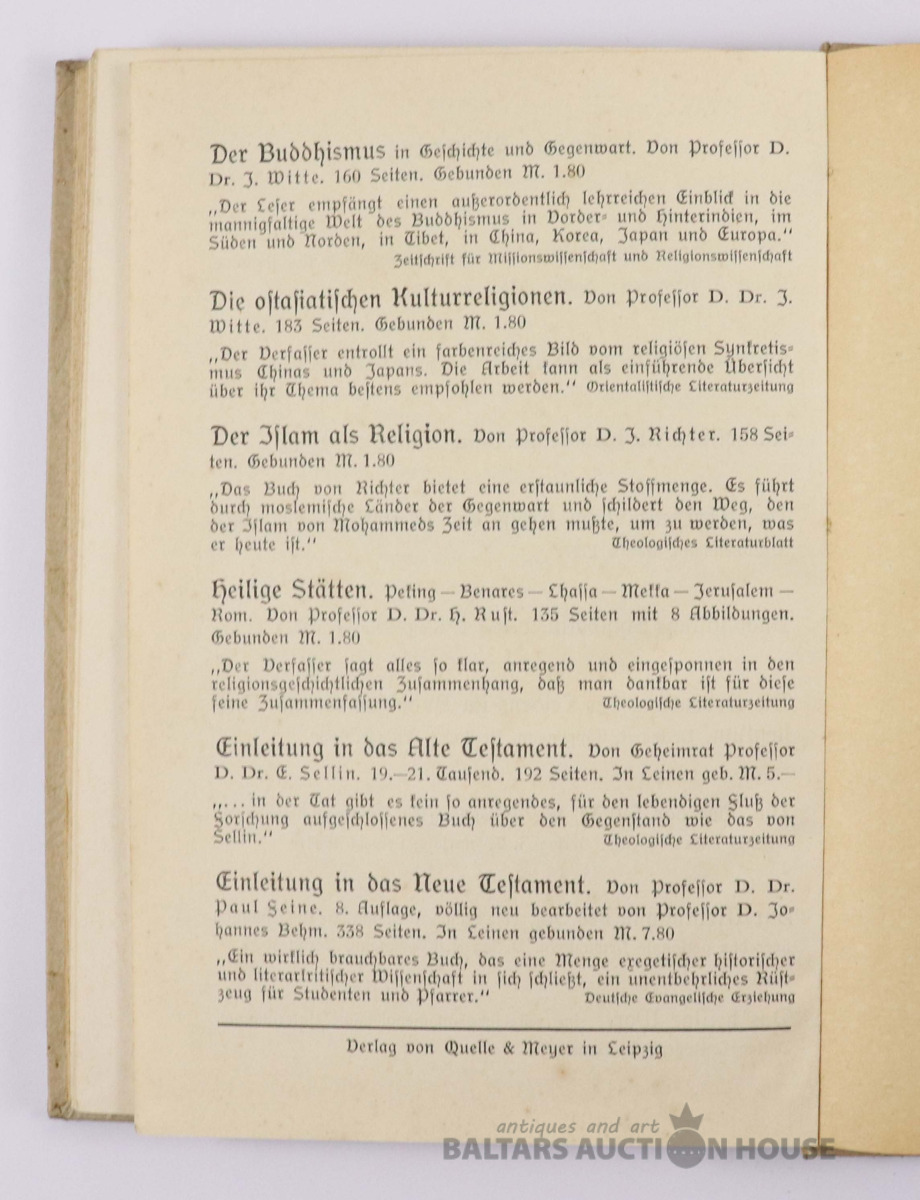 Der Buddhismus in Geschichte und Gegenwart. Von Professor D.
Dr. J. Witte. 160 Seiten. Gebunden M. 1.80
„Der Leser empfängt einen außerordentlich lehrreichen Einblick in die
mannigfaltige Welt des Buddhismus in Vorder- und Hinterindien, im
Süden und Norden, in Tibet, in China, Korea, Japan und Europa.“
Zeitschrift für Missionswissenschaft und Religionswissenschaft
Die ostasiatischen Kulturreligionen. Von Professor D. Dr. J.
Witte. 183 Seiten. Gebunden M. 1.80
„Der Verfasser entrollt ein farbenreiches Bild vom religiösen Synkretis-
mus Chinas und Japans. Die Arbeit kann als einführende Übersicht
über ihr Thema bestens empfohlen werden.“ Orientalistische Literaturzeitung
Der Islam als Religion. Von Professor D. J. Richter. 158 Sei-
ten. Gebunden M. 1.80
„Das Buch von Richter bietet eine erstaunliche Stoffmenge. Es führt
durch moslemische Länder der Gegenwart und schildert den Weg, den
der Islam von Mohammeds Zeit an gehen mußte, um zu werden, was
er heute ist.“ Theologisches Literaturblatt
Heilige Stätten. Peking — Benares — Lhassa — Mekka — Jerusalem —
Rom. Von Professor D. Dr. H. Rust. 135 Seiten mit 8 Abbildungen.
Gebunden M. 1.80
„Der Verfasser sagt alles so klar, anregend und eingesponnen in den
religionsgeschichtlichen Zusammenhang, daß man dankbar ist für diese
seine Zusammenfassung.“ Theologische Literaturzeitung
Einleitung in das Alte Testament. Von Geheimrat Professor
D. Dr. E. Sellin. 19.—21. Tausend. 192 Seiten. In Leinen geb. M. 5.—
„... in der Tat gibt es kein so anregendes, für den lebendigen Fluß der
Forschung aufgeschlossenes Buch über den Gegenstand wie das von
Sellin.“ Theologische Literaturzeitung
Einleitung in das Neue Testament. Von Professor D. Dr.
Paul Feine. 8. Auflage, völlig neu bearbeitet von Professor D. Jo-
hannes Behm. 338 Seiten. In Leinen gebunden M. 7.80
„Ein wirklich brauchbares Buch, das eine Menge exegetischer historischer
und literarkritischer Wissenschaft in sich schließt, ein unentbehrliches Rüst-
zeug für Studenten und Pfarrer.“ Deutsche Evangelische Erziehung
Verlag von Quelle & Meyer in Leipzig
antiques and art
BALTARS AUCTION HOUSE